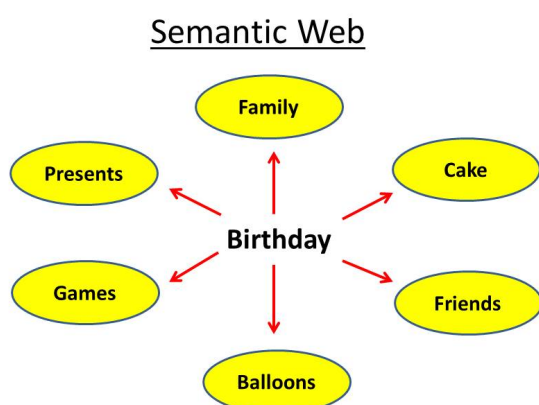 Semantic Web
Family
Presents
Cake
Birthday
Games
Friends
Balloons